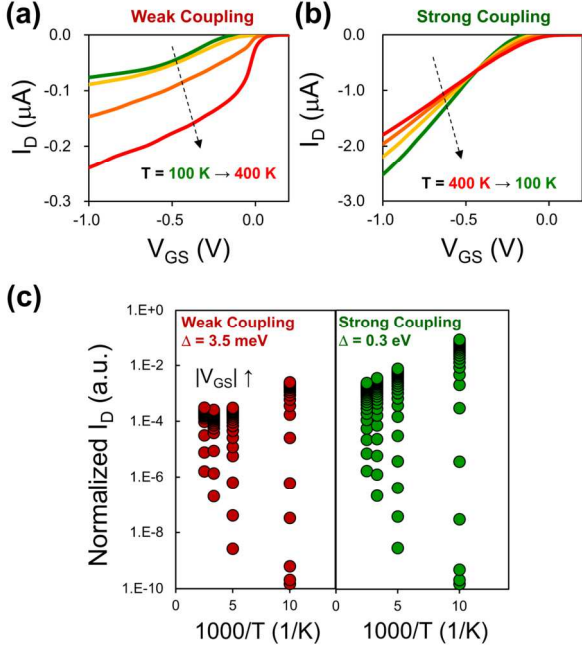 (a)
Weak Coupling
0.0
-0.1
-0.2
-0.3
I_D (μA)
T = 100 K → 400 K
-1.0 -0.5 0.0
V_GS (V)
(b)
Strong Coupling
0.0
-1.0
-2.0
-3.0
I_D (μA)
T = 400 K → 100 K
-1.0 -0.5 0.0
V_GS (V)
(c)
Normalized I_D (a.u.)
1.E+0
1.E-2
1.E-4
1.E-6
1.E-8
1.E-10
Weak Coupling
Δ = 3.5 meV
|V_GS| ↑
0 5 10
1000/T (1/K)
Strong Coupling
Δ = 0.3 eV
0 5 10
1000/T (1/K)